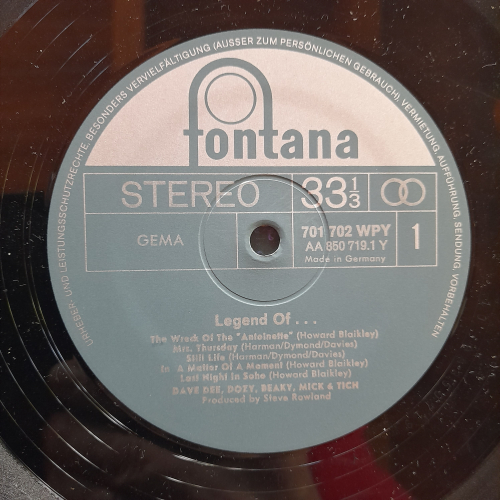 URHEBER- UND LEISTUNGSSCHUTZRECHTE, BESONDERS VERVIELFÄLTIGUNG (AUSSER ZUM PERSÖNLICHEN GEBRAUCH), VERMIETUNG, AUFFÜHRUNG, SENDUNG, VORBEHALTEN
fontana
STEREO
33 1/3
GEMA
701 702 WPY
AA 850 719.1 Y
Made in Germany
1
Legend Of . . .
The Wreck Of The "Antoinette" (Howard Blaikley)
Mrs. Thursday (Harman/Dymond/Davies)
Still Life (Harman/Dymond/Davies)
In A Matter Of A Moment (Howard Blaikley)
Last Night In Soho (Howard Blaikley)
DAVE DEE, DOZY, BEAKY, MICK & TICH
Produced by Steve Rowland